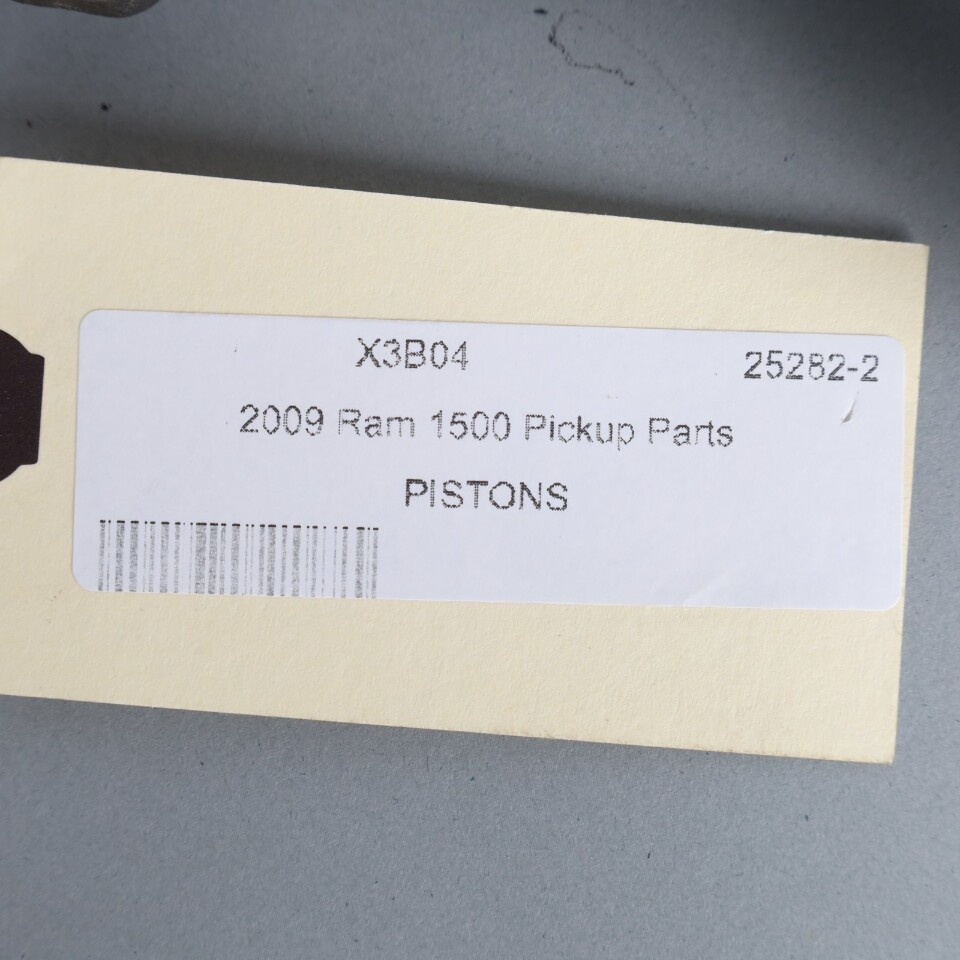 X3B04 25282-2
2009 Ram 1500 Pickup Parts
PISTONS